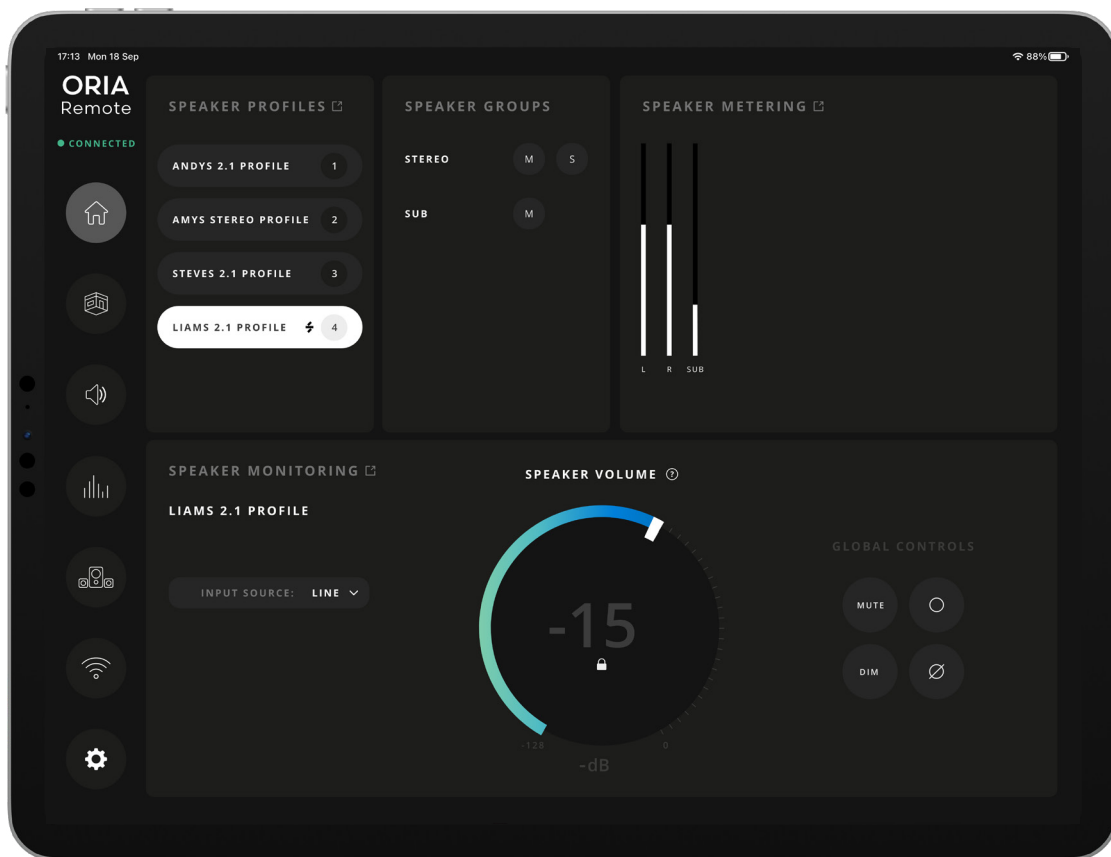 17:13 Mon 18 Sep
88%
ORIA
Remote
CONNECTED
SPEAKER PROFILES
ANDYS 2.1 PROFILE 1
AMYS STEREO PROFILE 2
STEVES 2.1 PROFILE 3
LIAMS 2.1 PROFILE 4
SPEAKER GROUPS
STEREO M S
SUB M
SPEAKER METERING
L R SUB
SPEAKER MONITORING
LIAMS 2.1 PROFILE
INPUT SOURCE: LINE
SPEAKER VOLUME ?
-15
-128 0
-dB
GLOBAL CONTROLS
MUTE
DIM